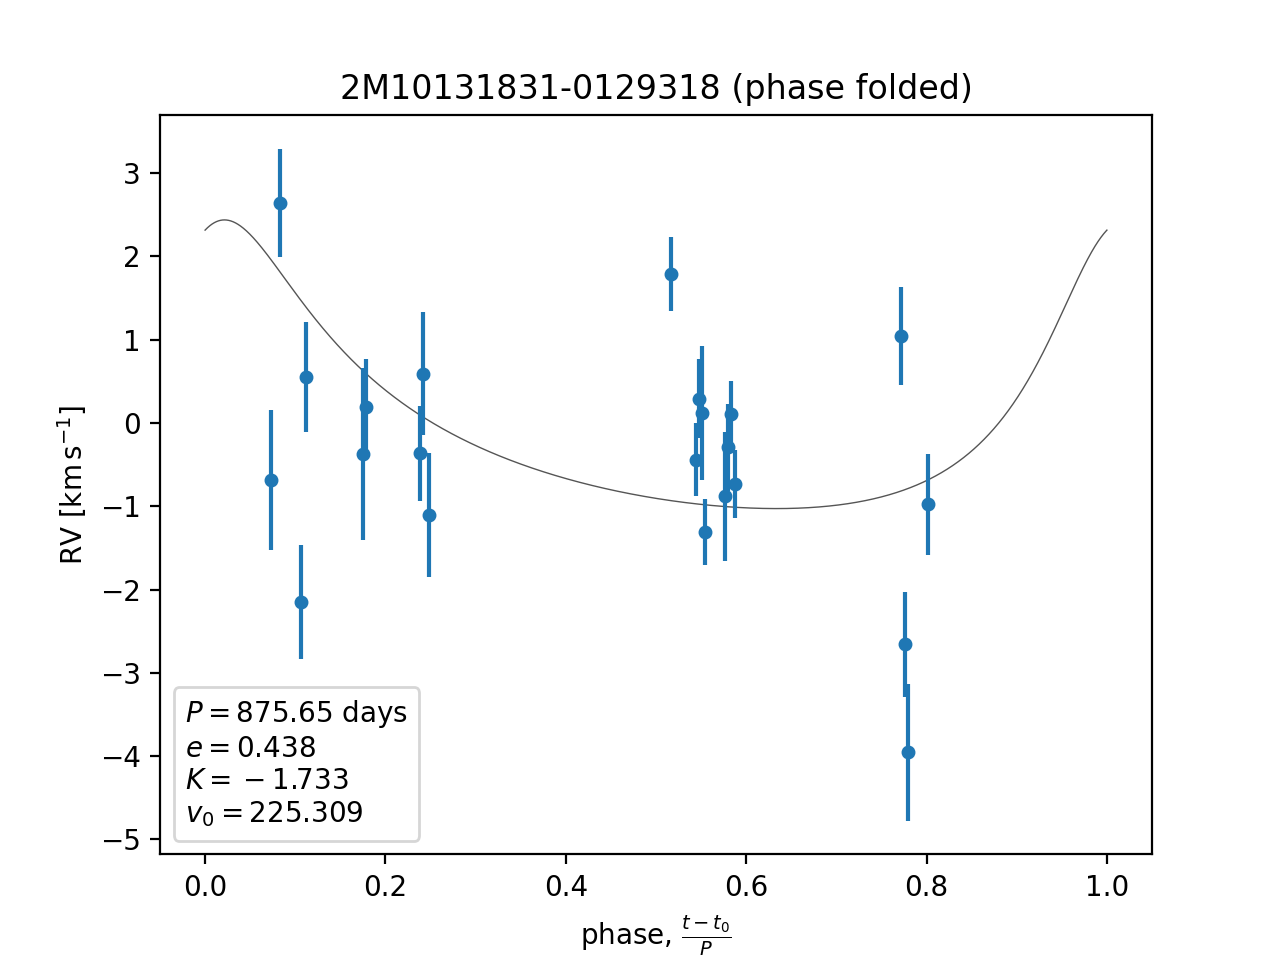 2M10131831-0129318 (phase folded)
3
2
1
0
−1
−2
−3
−4
−5
RV [km s⁻¹]
P = 875.65 days
e = 0.438
K = −1.733
v₀ = 225.309
0.0 0.2 0.4 0.6 0.8 1.0
phase, (t − t₀)/P